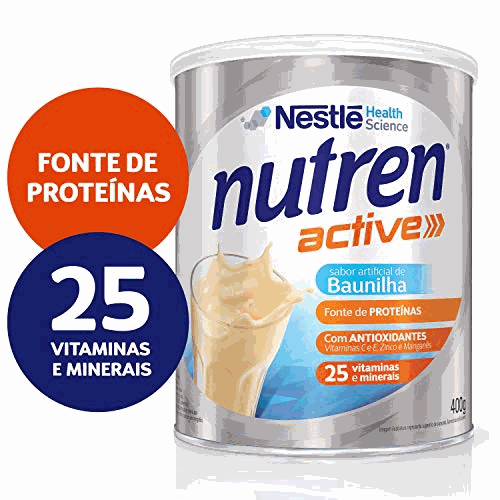 FONTE DE
PROTEÍNAS
25
VITAMINAS
E MINERAIS
Nestlé Health
Science
nutren
active
sabor artificial de
Baunilha
Fonte de PROTEÍNAS
Com ANTIOXIDANTES
Vitaminas C e E, Zinco e Manganês
25 vitaminas
e minerais
400g